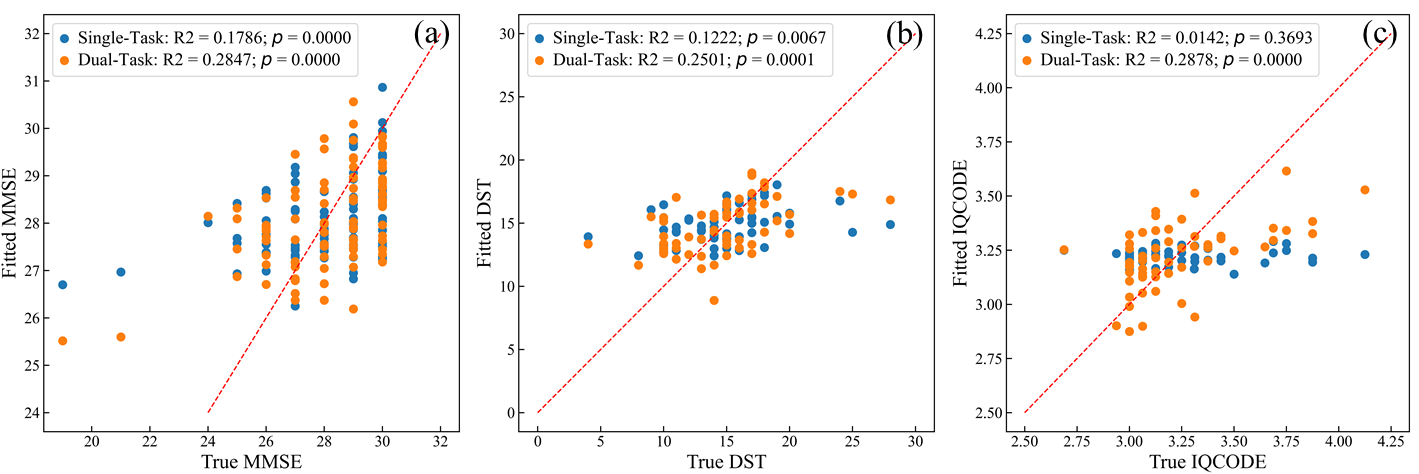 (a)
Single-Task: R2 = 0.1786; p = 0.0000
Dual-Task: R2 = 0.2847; p = 0.0000
Fitted MMSE
32
31
30
29
28
27
26
25
24
20 22 24 26 28 30 32
True MMSE
(b)
Single-Task: R2 = 0.1222; p = 0.0067
Dual-Task: R2 = 0.2501; p = 0.0001
Fitted DST
30
25
20
15
10
5
0
0 5 10 15 20 25 30
True DST
(c)
Single-Task: R2 = 0.0142; p = 0.3693
Dual-Task: R2 = 0.2878; p = 0.0000
Fitted IQCODE
4.25
4.00
3.75
3.50
3.25
3.00
2.75
2.50
2.50 2.75 3.00 3.25 3.50 3.75 4.00 4.25
True IQCODE